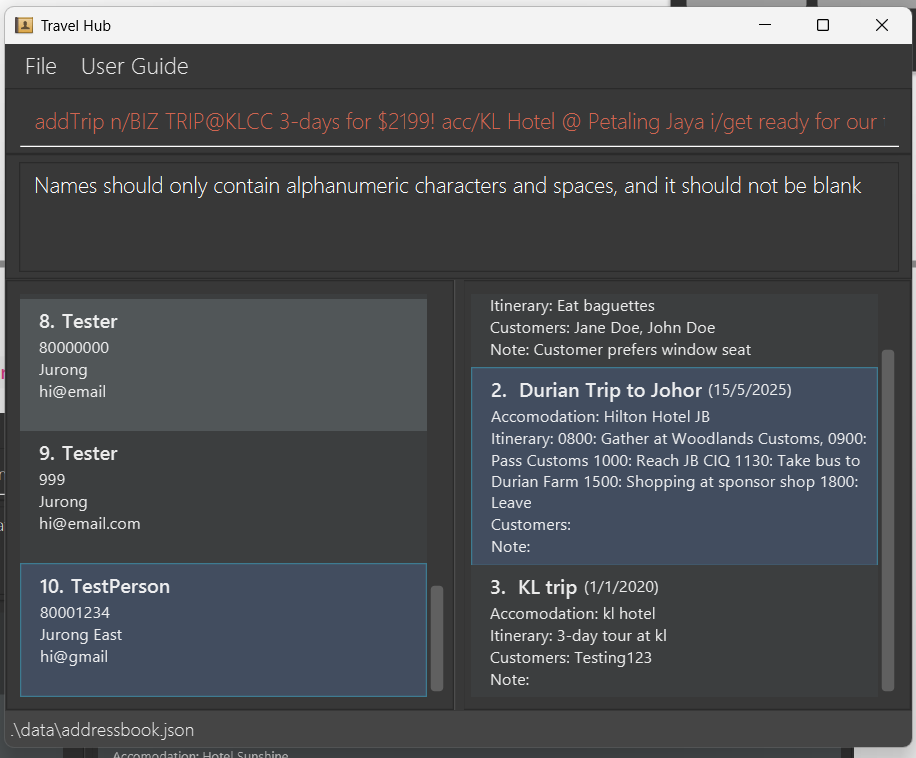 Travel Hub
File User Guide
addTrip n/BIZ TRIP@KLCC 3-days for $2199! acc/KL Hotel @ Petaling Jaya i/get ready for our
Names should only contain alphanumeric characters and spaces, and it should not be blank
8. Tester
80000000
Jurong
hi@email
9. Tester
999
Jurong
hi@email.com
10. TestPerson
80001234
Jurong East
hi@gmail
Itinerary: Eat baguettes
Customers: Jane Doe, John Doe
Note: Customer prefers window seat
2. Durian Trip to Johor (15/5/2025)
Accomodation: Hilton Hotel JB
Itinerary: 0800: Gather at Woodlands Customs, 0900:
Pass Customs 1000: Reach JB CIQ 1130: Take bus to
Durian Farm 1500: Shopping at sponsor shop 1800:
Leave
Customers:
Note:
3. KL trip (1/1/2020)
Accomodation: kl hotel
Itinerary: 3-day tour at kl
Customers: Testing123
Note:
.\data\addressbook.json
Accomodation: Hotel Sunshine